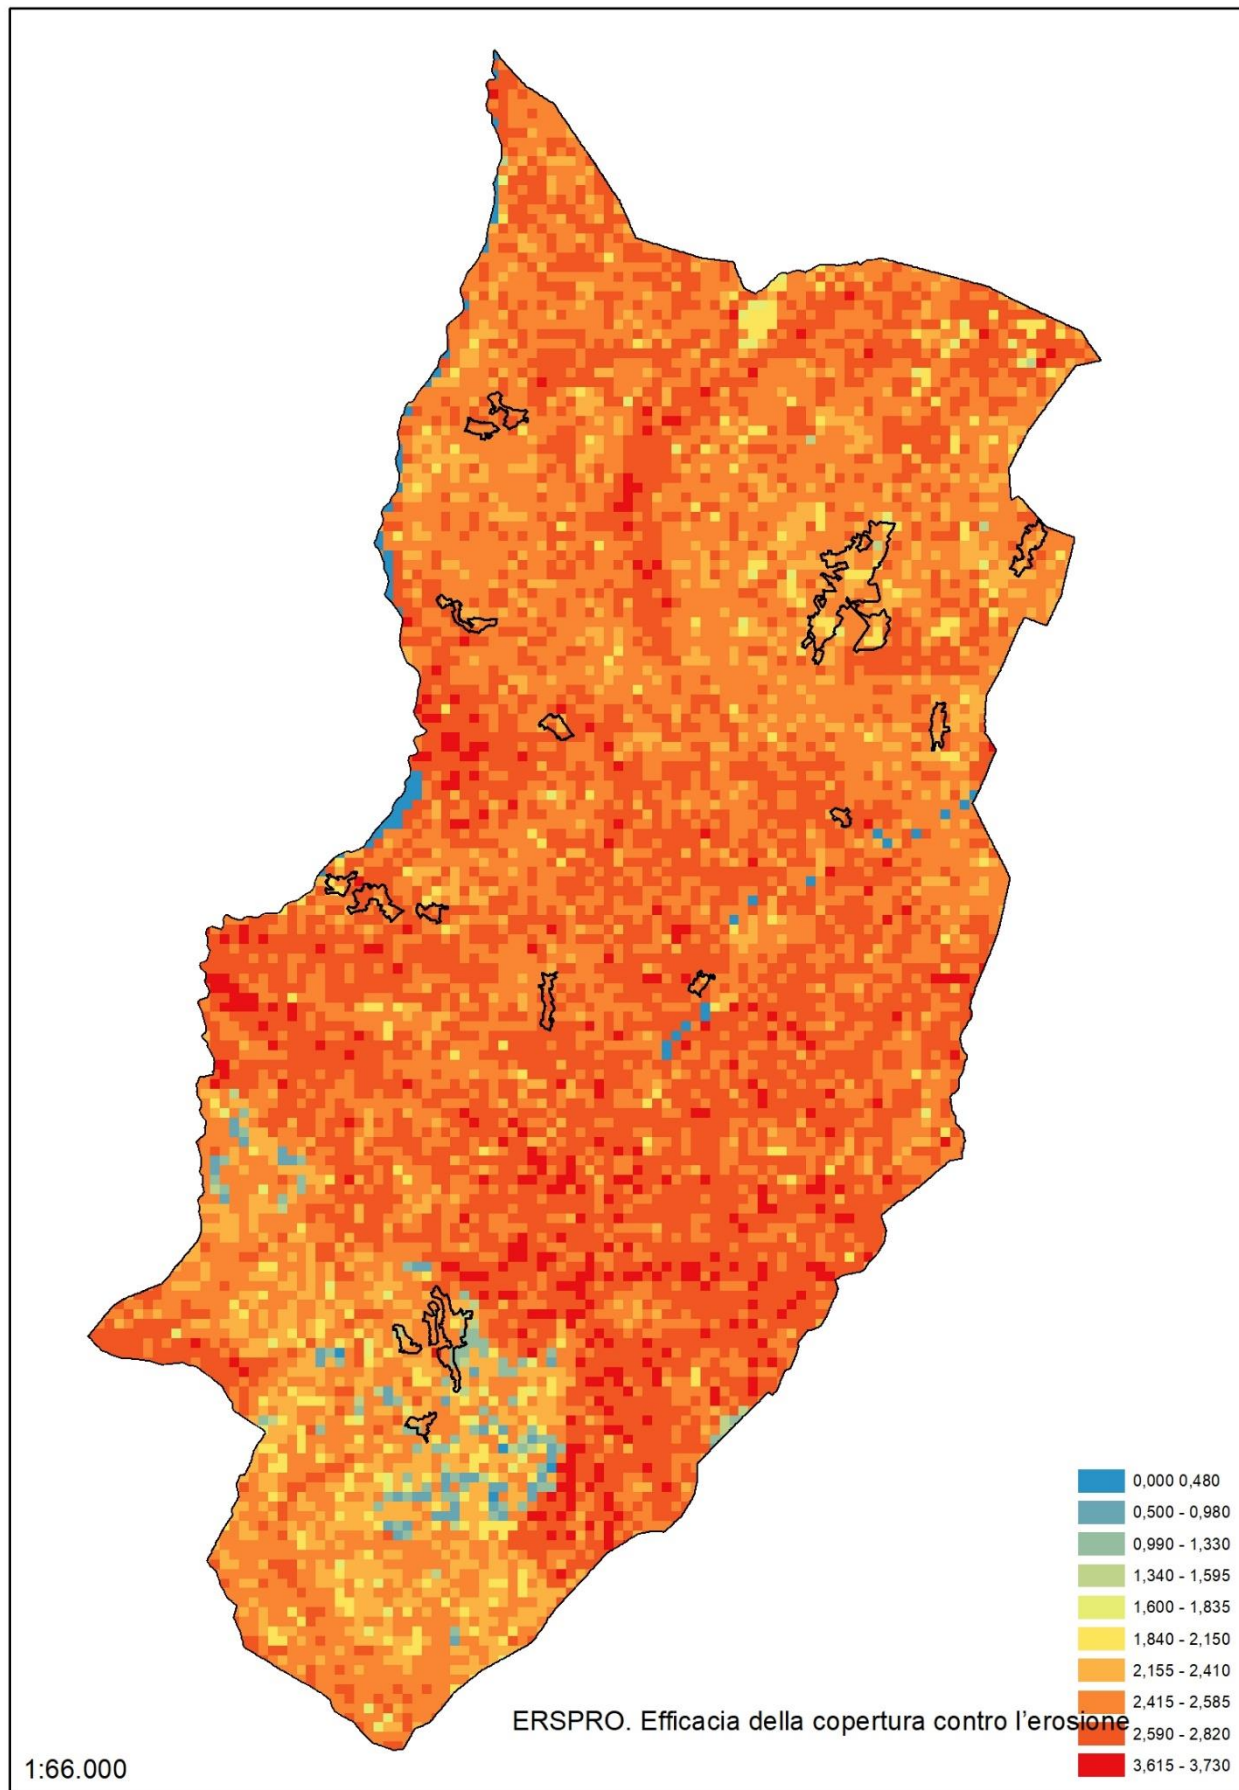 0,000 0,480
0,500 - 0,980
0,990 - 1,330
1,340 - 1,595
1,600 - 1,835
1,840 - 2,150
2,155 - 2,410
2,415 - 2,585
2,590 - 2,820
3,615 - 3,730
ERSPRO. Efficacia della copertura contro l'erosione
1:66.000